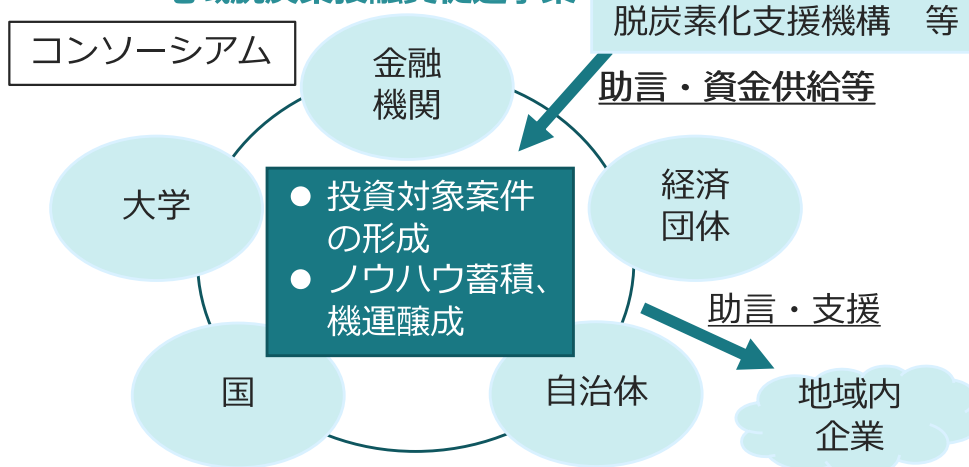 脱炭素化支援機構　等
コンソーシアム
金融
機関
助言・資金供給等
大学
経済
団体
● 投資対象案件
の形成
● ノウハウ蓄積、
機運醸成
助言・支援
国
自治体
地域内
企業